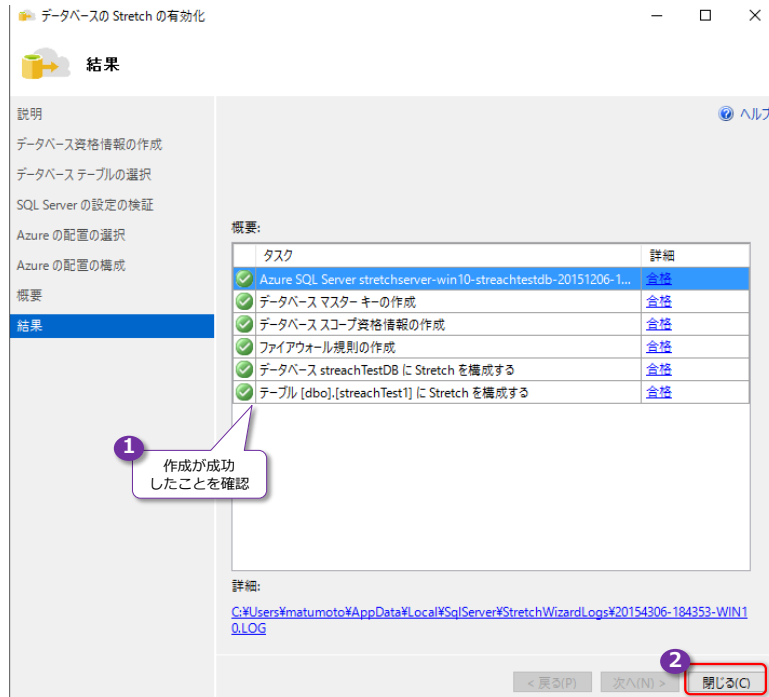 データベースの Stretch の有効化
結果
説明
データベース資格情報の作成
データベース テーブルの選択
SQL Server の設定の検証
Azure の配置の選択
Azure の配置の構成
概要
結果
ヘルプ
概要:
タスク 詳細
Azure SQL Server stretchserver-win10-streachtestdb-20151206-1... 合格
データベース マスター キーの作成 合格
データベース スコープ資格情報の作成 合格
ファイアウォール規則の作成 合格
データベース streachTestDB に Stretch を構成する 合格
テーブル [dbo].[streachTest1] に Stretch を構成する 合格
1
作成が成功
したことを確認
詳細:
C:¥Users¥matumoto¥AppData¥Local¥SqlServer¥StretchWizardLogs¥20154306-184353-WIN1
0.LOG
2
< 戻る(P) 次へ(N) > 閉じる(C)